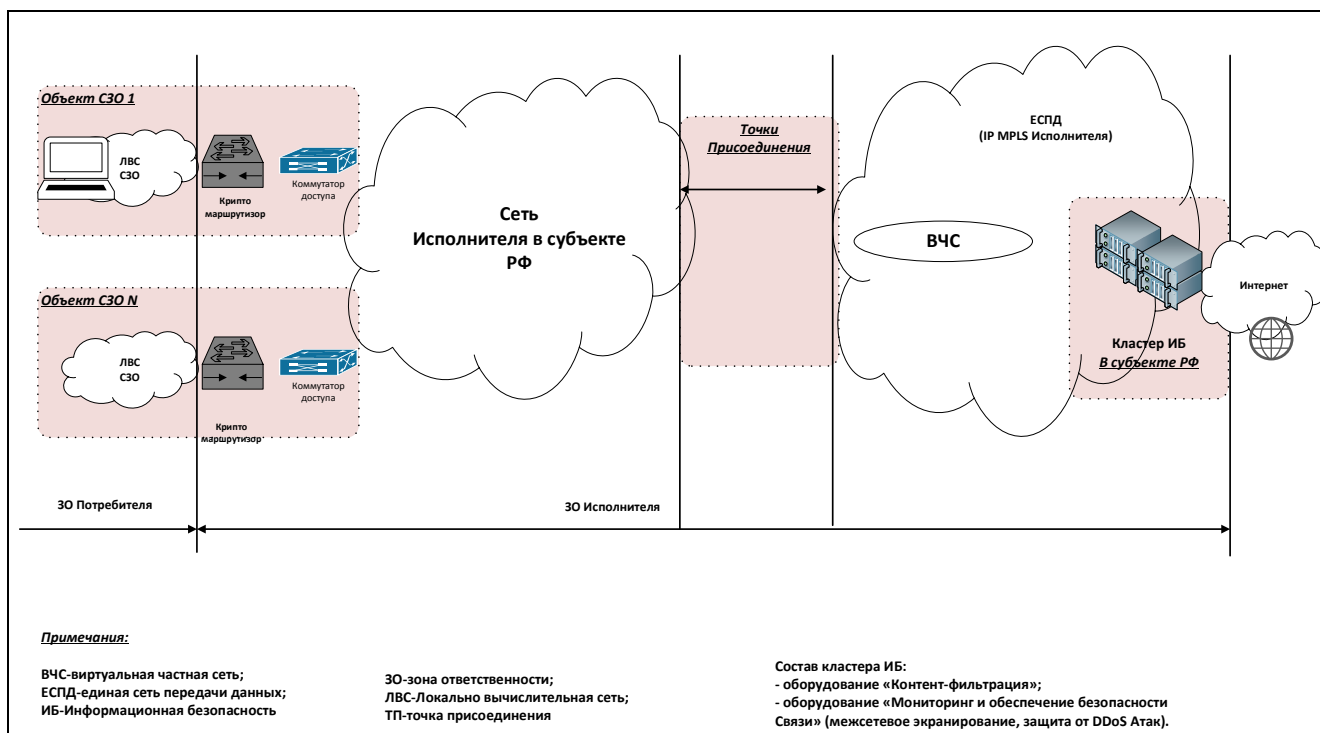 Объект СЗО 1
ЛВС
СЗО
Крипто
маршрутизор
Коммутатор
доступа
Объект СЗО N
ЛВС
СЗО
Крипто
маршрутизор
Коммутатор
доступа
Сеть
Исполнителя в субъекте
РФ
Точки
Присоединения
ЕСПД
(IP MPLS Исполнителя)
ВЧС
Кластер ИБ
В субъекте РФ
Интернет
ЗО Потребителя
ЗО Исполнителя
Примечания:
ВЧС-виртуальная частная сеть;
ЕСПД-единая сеть передачи данных;
ИБ-Информационная безопасность
ЗО-зона ответственности;
ЛВС-Локально вычислительная сеть;
ТП-точка присоединения
Состав кластера ИБ:
- оборудование «Контент-фильтрация»;
- оборудование «Мониторинг и обеспечение безопасности
Связи» (межсетевое экранирование, защита от DDoS Атак).